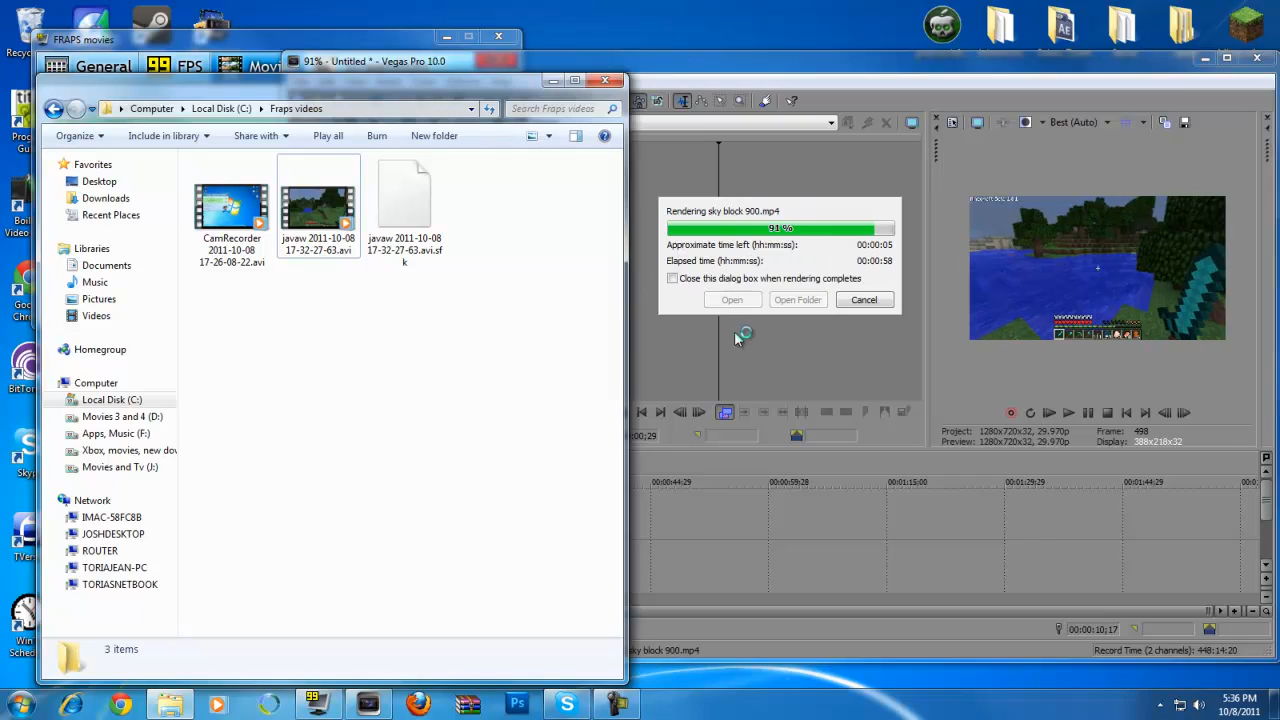 Recyc
FRAPS movies
General
99 FPS
Movi
91% - Untitled * - Vegas Pro 10.0
Computer
Local Disk (C:)
Fraps videos
Search Fraps videos
Organize
Include in library
Share with
Play all
Burn
New folder
Best (Auto)
Favorites
Desktop
Downloads
Recent Places
Libraries
Documents
Music
Pictures
Videos
Homegroup
Computer
Local Disk (C:)
Movies 3 and 4 (D:)
Apps, Music (F:)
Xbox, movies, new dov
Movies and Tv (J:)
Network
IMAC-58FC8B
JOSHDESKTOP
ROUTER
TORIAJEAN-PC
TORIASNETBOOK
CamRecorder
2011-10-08
17-26-08-22.avi
javaw 2011-10-08
17-32-27-63.avi
javaw 2011-10-08
17-32-27-63.avi.sf
k
3 items
Rendering sky block 900.mp4
91 %
Approximate time left (hh:mm:ss): 00:00:05
Elapsed time (hh:mm:ss): 00:00:58
Close this dialog box when rendering completes
Open
Open Folder
Cancel
Project: 1280x720x32, 29.970p
Frame: 498
Preview: 1280x720x32, 29.970p
Display: 388x218x32
00:00:44:29
00:00:59:28
00:01:15:00
00:01:29:29
00:01:44:29
00:00:10;17
sky block 900.mp4
Record Time (2 channels): 448:14:20
Ae
Ps
99
5:36 PM
10/8/2011